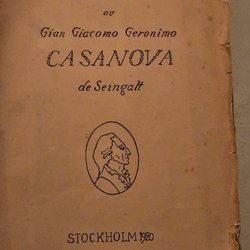 av
Gian Giacomo Geronimo
CASANOVA
de Seingalt
STOCKHOLM 1920